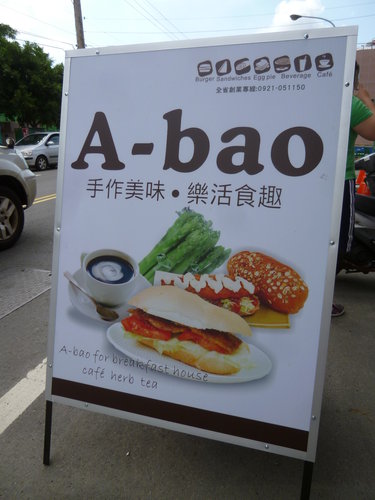 Burger Sandwiches Egg pie Beverage Café
全省創業專線:0921-051150
A-bao
手作美味•樂活食趣
A-bao for breakfast house
café herb tea